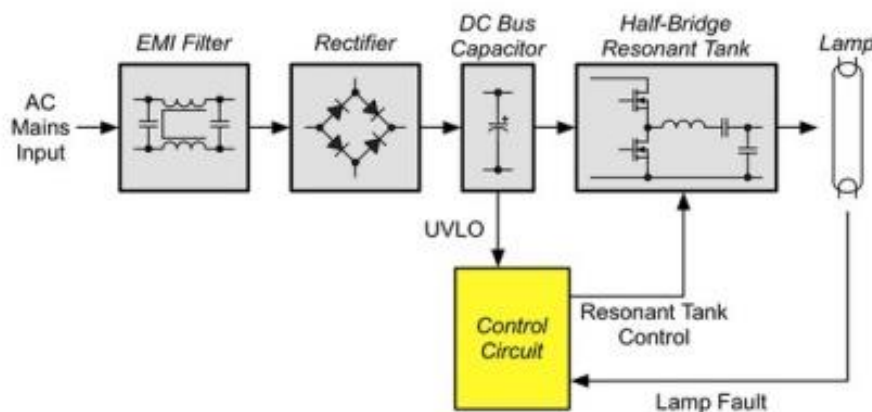 EMI Filter
Rectifier
DC Bus
Capacitor
Half-Bridge
Resonant Tank
Lamp
AC
Mains
Input
+
UVLO
Control
Circuit
Resonant Tank
Control
Lamp Fault